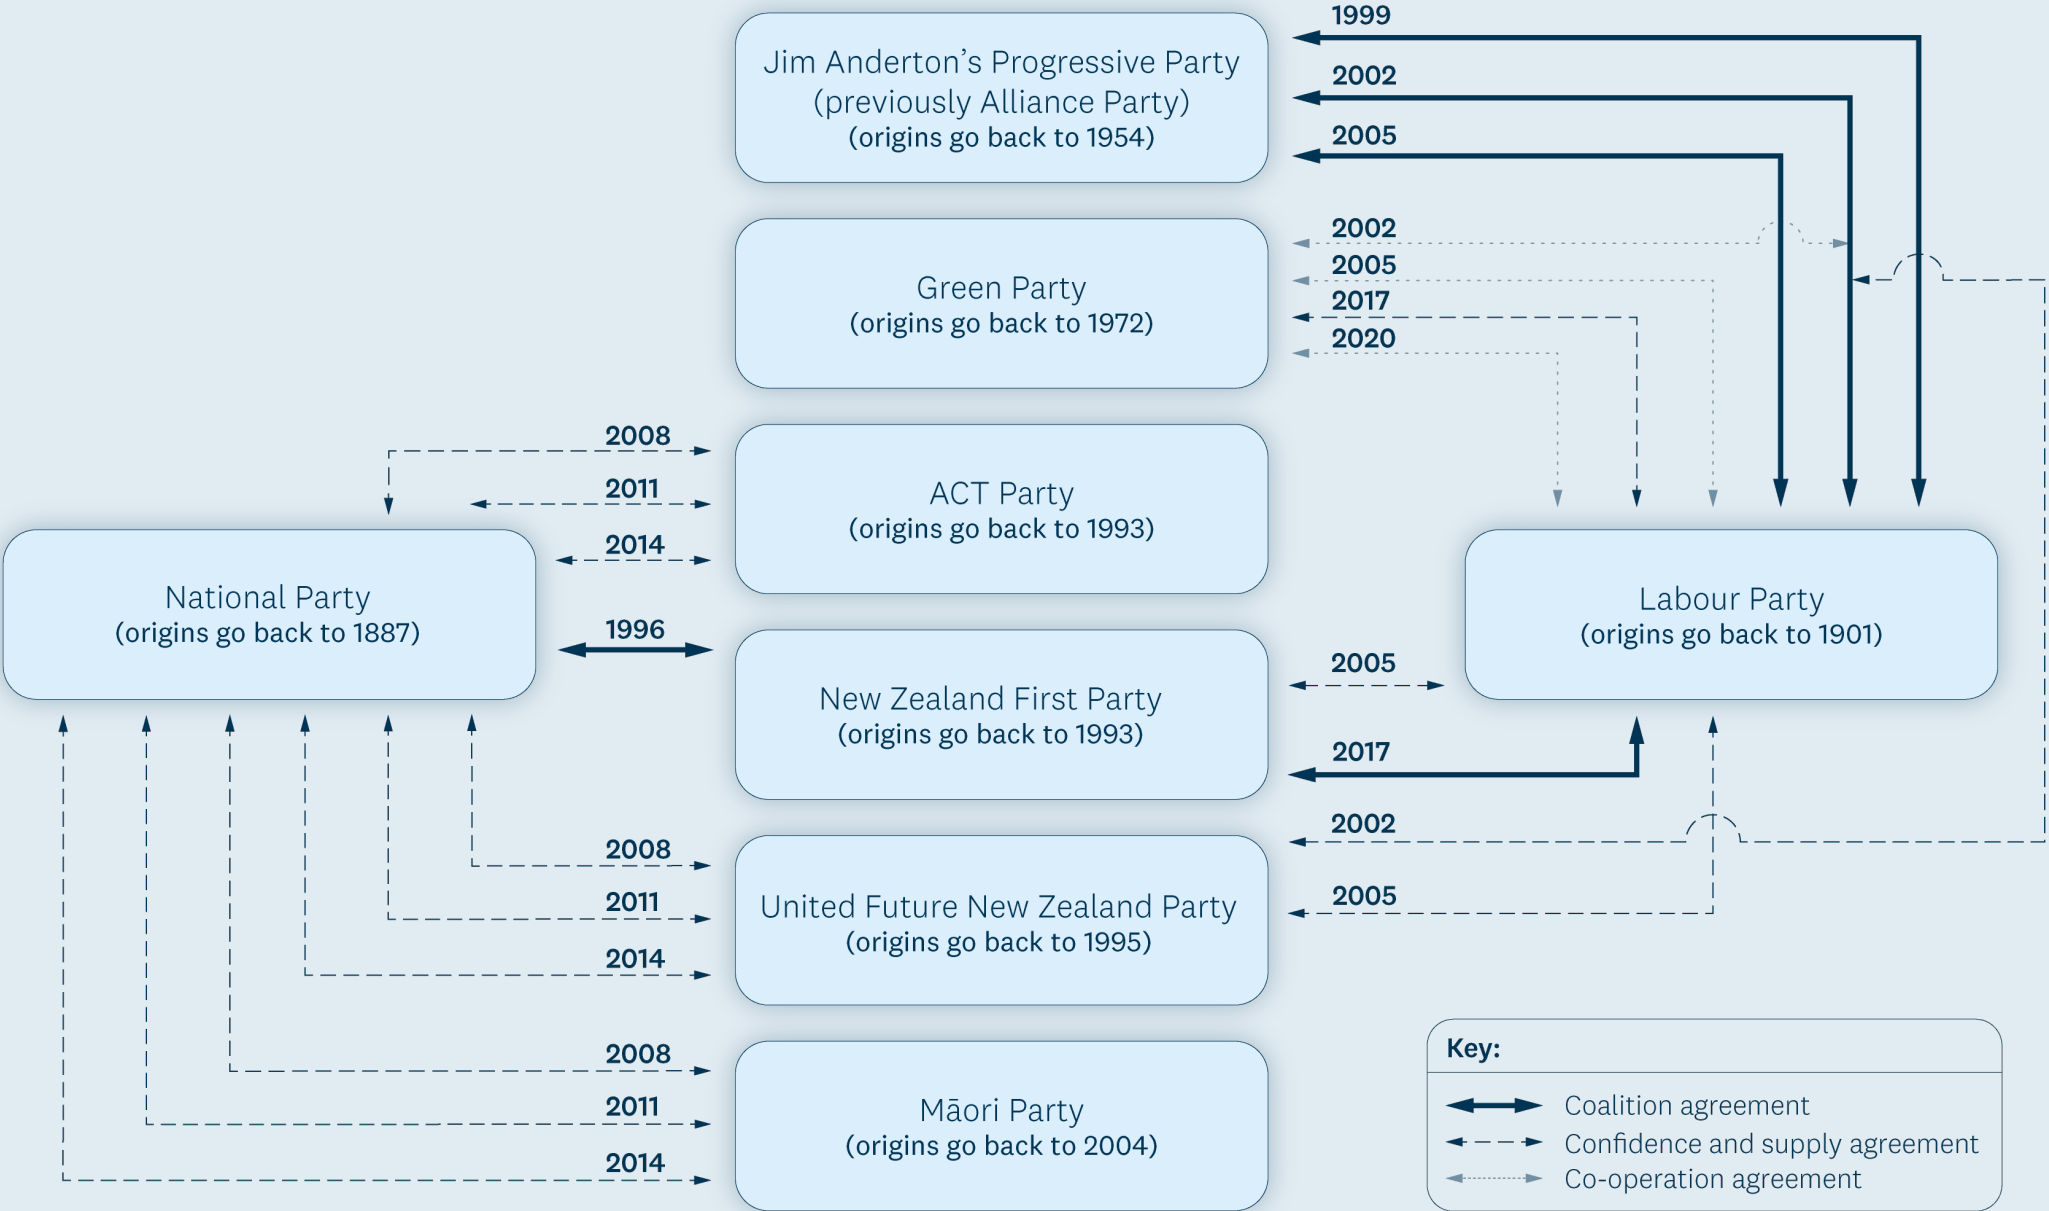 1999
Jim Anderton’s Progressive Party
(previously Alliance Party)
(origins go back to 1954)
2002
2005
Green Party
(origins go back to 1972)
2002
2005
2017
2020
2008
2011
2014
ACT Party
(origins go back to 1993)
National Party
(origins go back to 1887)
Labour Party
(origins go back to 1901)
1996
New Zealand First Party
(origins go back to 1993)
2005
2017
2008
2011
2014
United Future New Zealand Party
(origins go back to 1995)
2002
2005
2008
2011
2014
Māori Party
(origins go back to 2004)
Key:
Coalition agreement
Confidence and supply agreement
Co-operation agreement